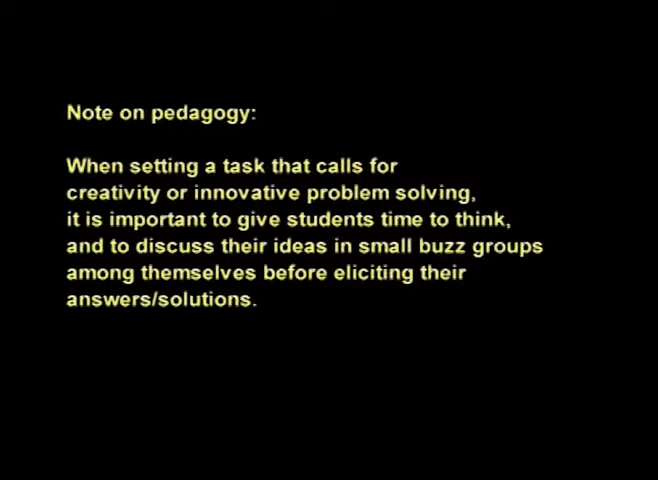 Note on pedagogy:
When setting a task that calls for
creativity or innovative problem solving,
it is important to give students time to think,
and to discuss their ideas in small buzz groups
among themselves before eliciting their
answers/solutions.